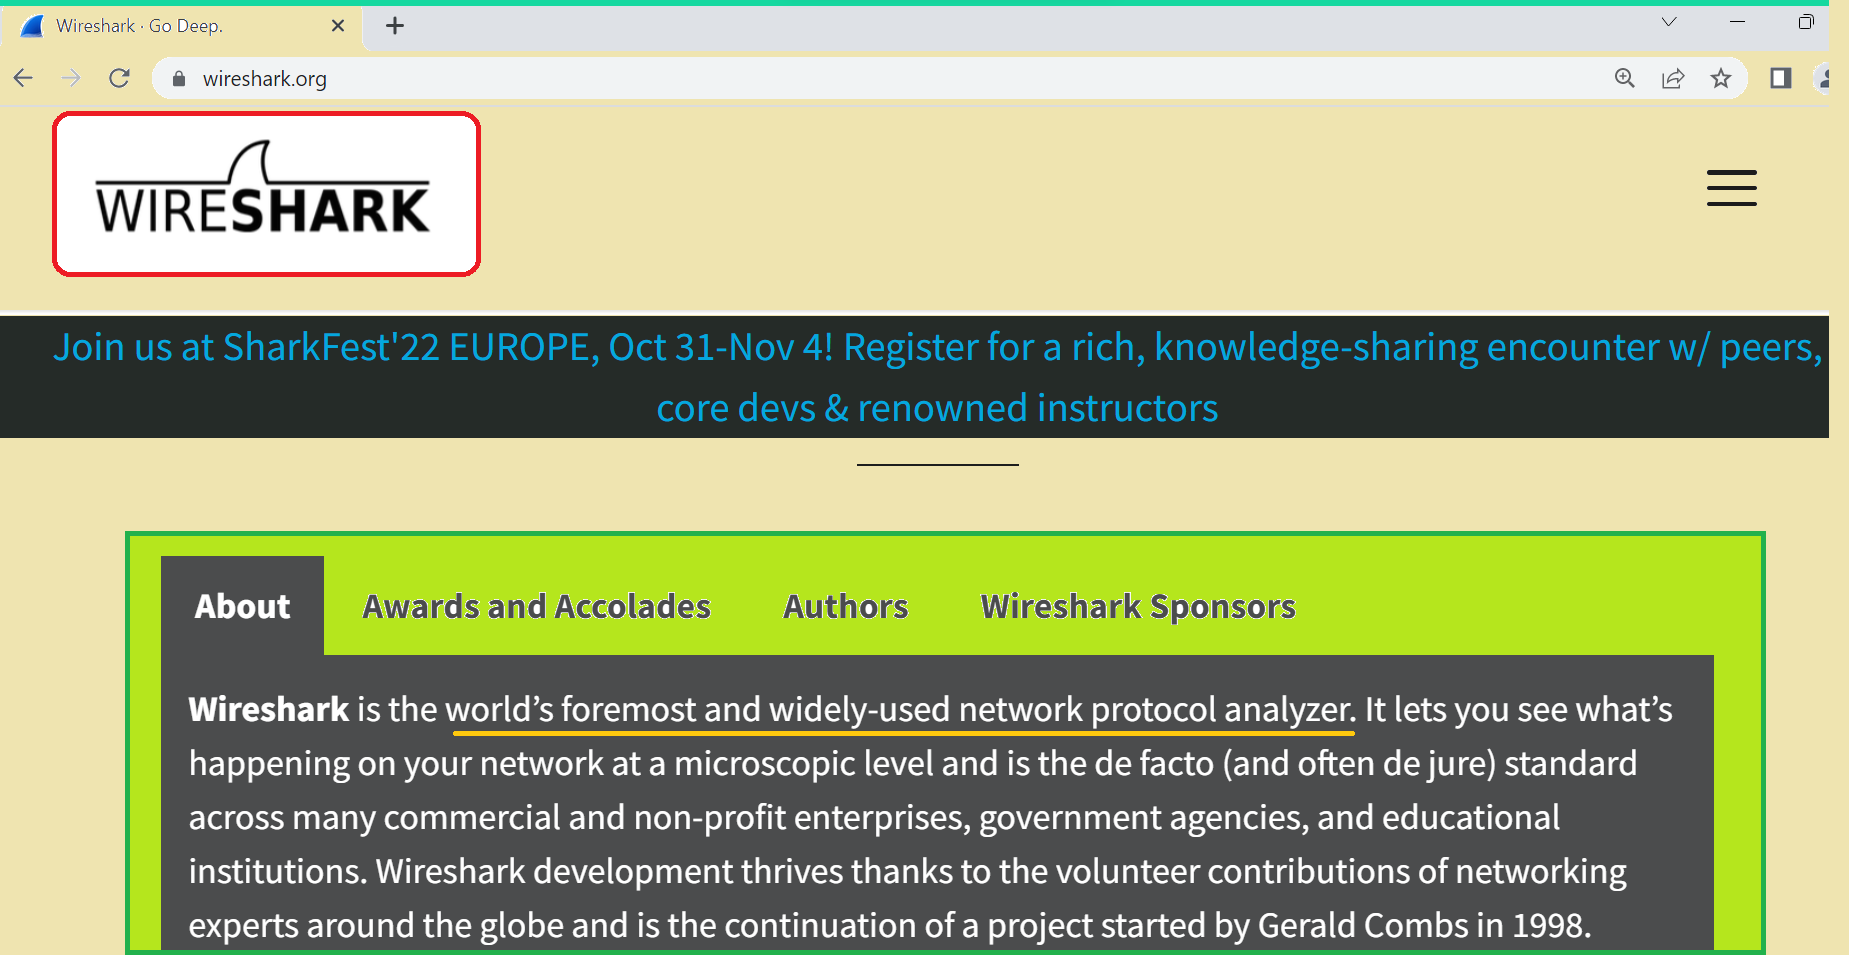 Wireshark · Go Deep.
wireshark.org
WIRESHARK
Join us at SharkFest'22 EUROPE, Oct 31-Nov 4! Register for a rich, knowledge-sharing encounter w/ peers,
core devs & renowned instructors
About Awards and Accolades Authors Wireshark Sponsors
Wireshark is the world’s foremost and widely-used network protocol analyzer. It lets you see what’s
happening on your network at a microscopic level and is the de facto (and often de jure) standard
across many commercial and non-profit enterprises, government agencies, and educational
institutions. Wireshark development thrives thanks to the volunteer contributions of networking
experts around the globe and is the continuation of a project started by Gerald Combs in 1998.